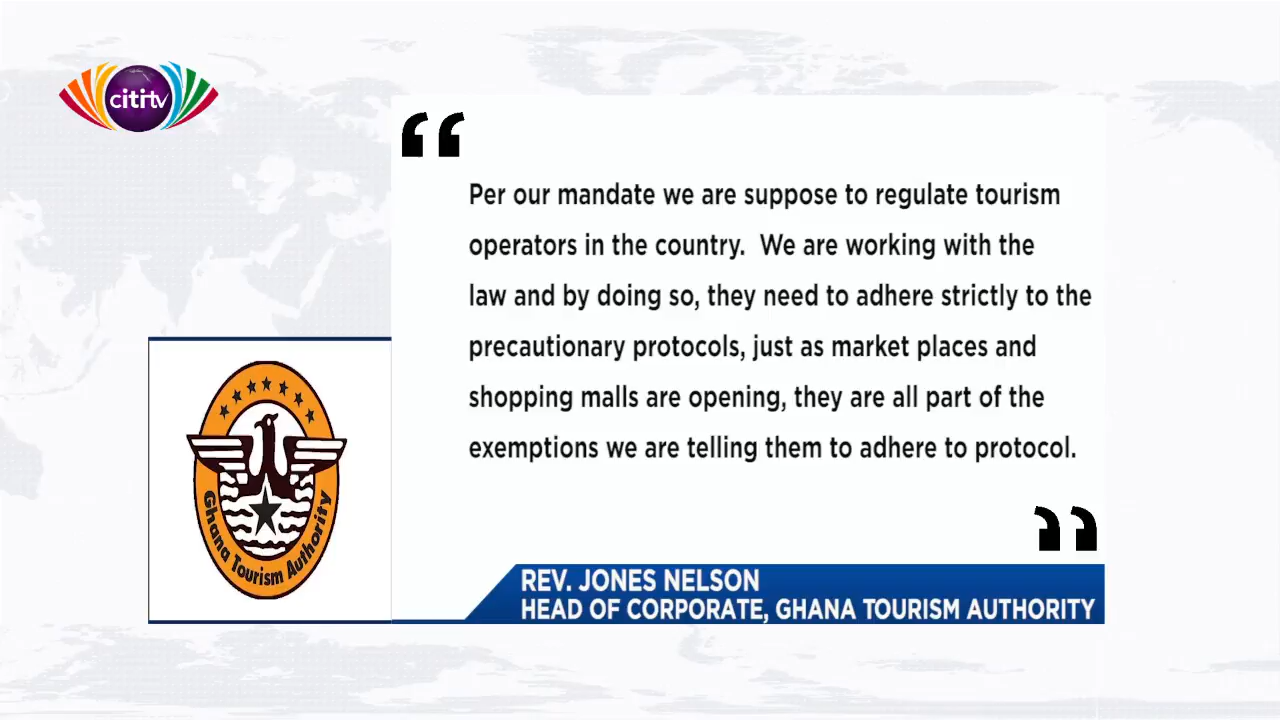 citi tv
“
Per our mandate we are suppose to regulate tourism
operators in the country. We are working with the
law and by doing so, they need to adhere strictly to the
precautionary protocols, just as market places and
shopping malls are opening, they are all part of the
exemptions we are telling them to adhere to protocol.
”
Ghana Tourism Authority
REV. JONES NELSON
HEAD OF CORPORATE, GHANA TOURISM AUTHORITY